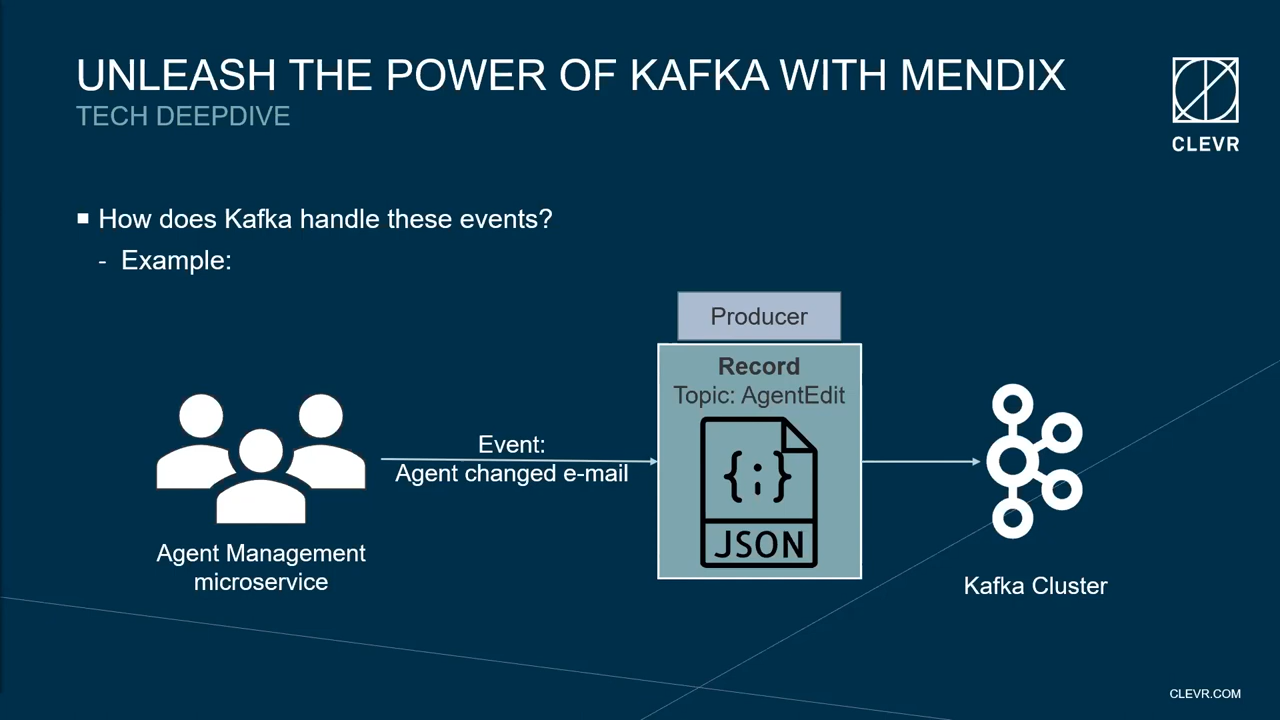 UNLEASH THE POWER OF KAFKA WITH MENDIX
TECH DEEPDIVE
CLEVR
▪ How does Kafka handle these events?
- Example:
Producer
Record
Topic: AgentEdit
{;}
JSON
Event:
Agent changed e-mail
Agent Management
microservice
Kafka Cluster
CLEVR.COM